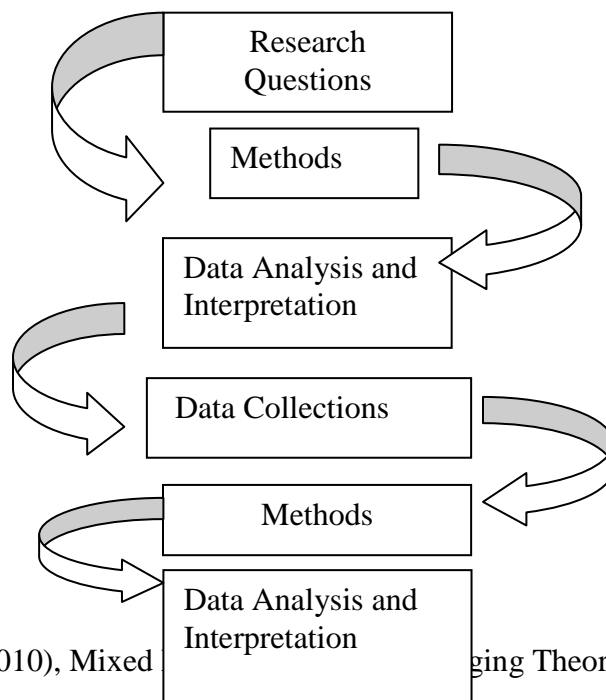 Research
Questions
Methods
Data Analysis and
Interpretation
Data Collections
Methods
Data Analysis and
Interpretation
010), Mixed ging Theor